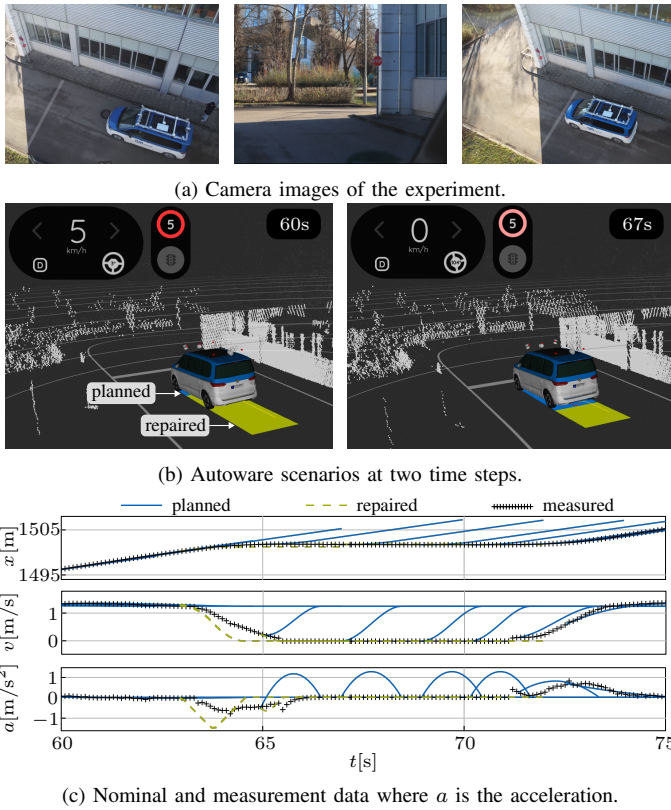 (a) Camera images of the experiment.
5
km/h
D
5
60s
planned
repaired
0
km/h
D
5
67s
(b) Autoware scenarios at two time steps.
planned repaired measured
x[m]
1505
1495
v[m/s]
1
0
a[m/s²]
1
0
−1
60 65 70 75
t[s]
(c) Nominal and measurement data where a is the acceleration.